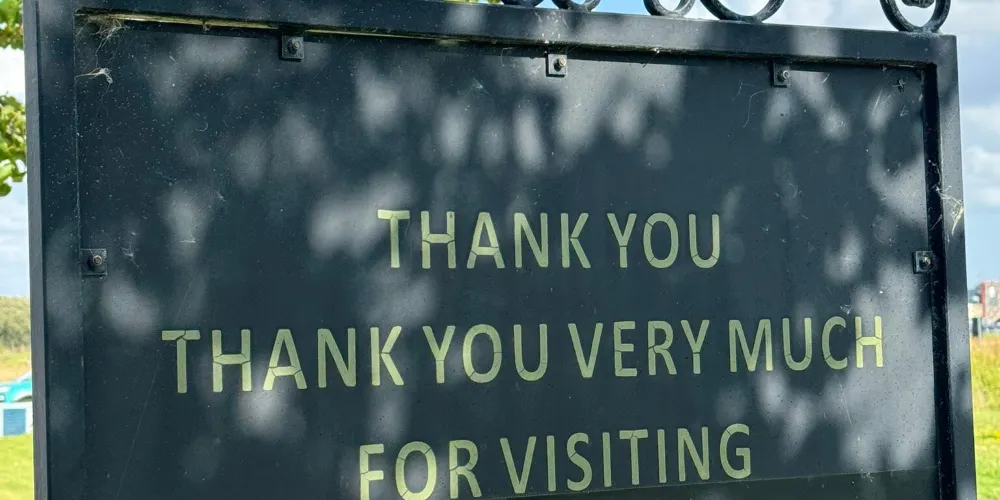 THANK YOU
THANK YOU VERY MUCH
FOR VISITING